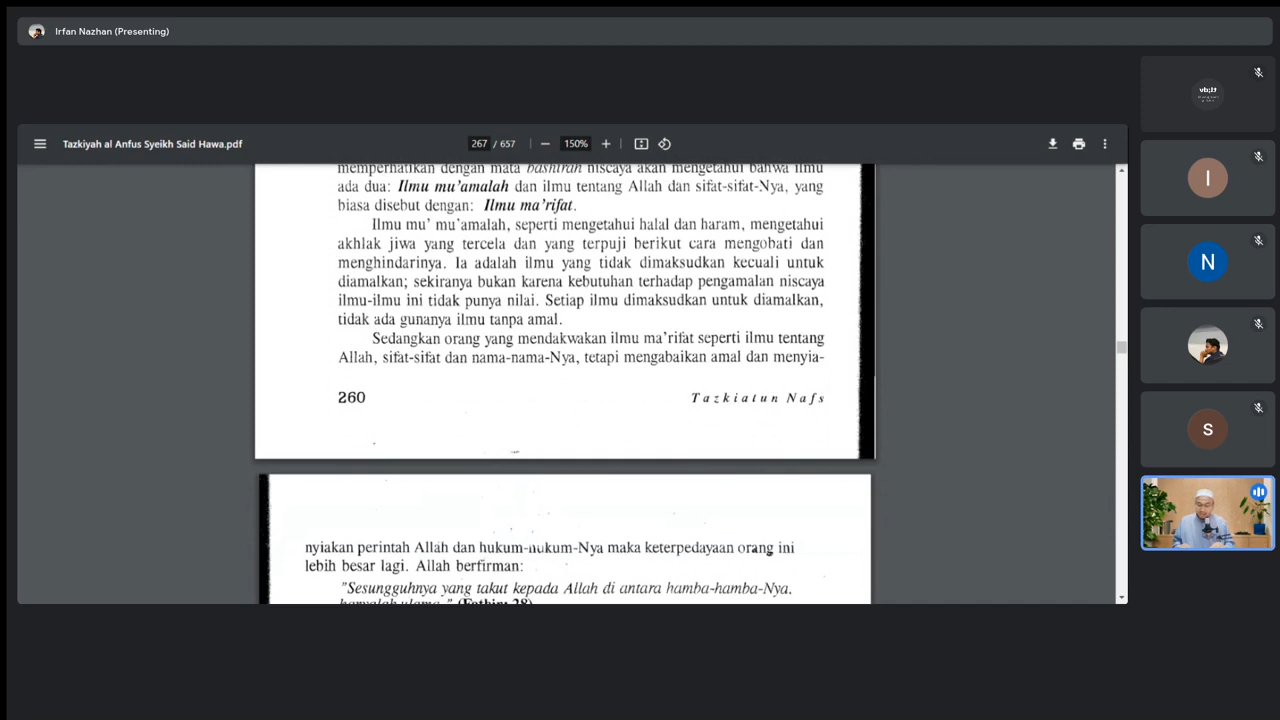 Irfan Nazhan (Presenting)
Tazkiyah al Anfus Syeikh Said Hawa.pdf
267 / 657
150%
memperhatikan dengan mata bashirah niscaya akan mengetahui bahwa ilmu
ada dua: Ilmu mu'amalah dan ilmu tentang Allah dan sifat-sifat-Nya, yang
biasa disebut dengan: Ilmu ma'rifat.
Ilmu mu' mu'amalah, seperti mengetahui halal dan haram, mengetahui
akhlak jiwa yang tercela dan yang terpuji berikut cara mengobati dan
menghindarinya. Ia adalah ilmu yang tidak dimaksudkan kecuali untuk
diamalkan; sekiranya bukan karena kebutuhan terhadap pengamalan niscaya
ilmu-ilmu ini tidak punya nilai. Setiap ilmu dimaksudkan untuk diamalkan,
tidak ada gunanya ilmu tanpa amal.
Sedangkan orang yang mendakwakan ilmu ma'rifat seperti ilmu tentang
Allah, sifat-sifat dan nama-nama-Nya, tetapi mengabaikan amal dan menyia-
260
Tazkiatun Nafs
nyiakan perintah Allah dan hukum-hukum-Nya maka keterpedayaan orang ini
lebih besar lagi. Allah berfirman:
"Sesungguhnya yang takut kepada Allah di antara hamba-hamba-Nya,
hanyalah ulama." (Fathir: 28)
I
N
S